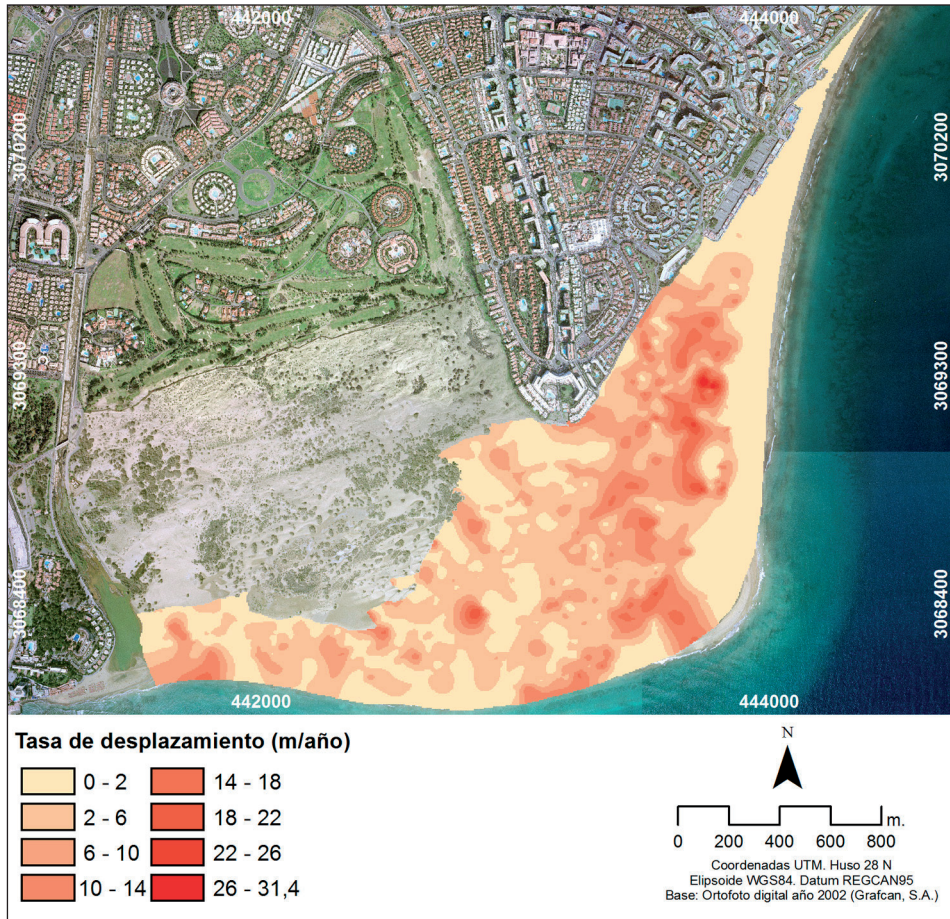 442000 444000
3070200 3070200
3069300 3069300
3068400 3068400
442000 444000
Tasa de desplazamiento (m/año)
0 - 2 14 - 18
2 - 6 18 - 22
6 - 10 22 - 26
10 - 14 26 - 31,4
N
m.
0 200 400 600 800
Coordenadas UTM. Huso 28 N
Elipsoide WGS84. Datum REGCAN95
Base: Ortofoto digital año 2002 (Grafcan, S.A.)